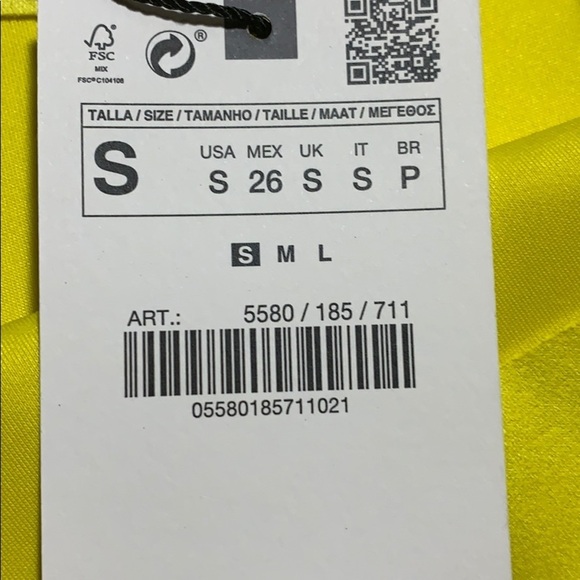 FSC
MIX
FSC® C104108
®
TALLA / SIZE / TAMANHO / TAILLE / MAAT / ΜΕΓΕΘΟΣ
S
USA MEX UK IT BR
S 26 S S P
S M L
ART.: 5580 / 185 / 711
05580185711021